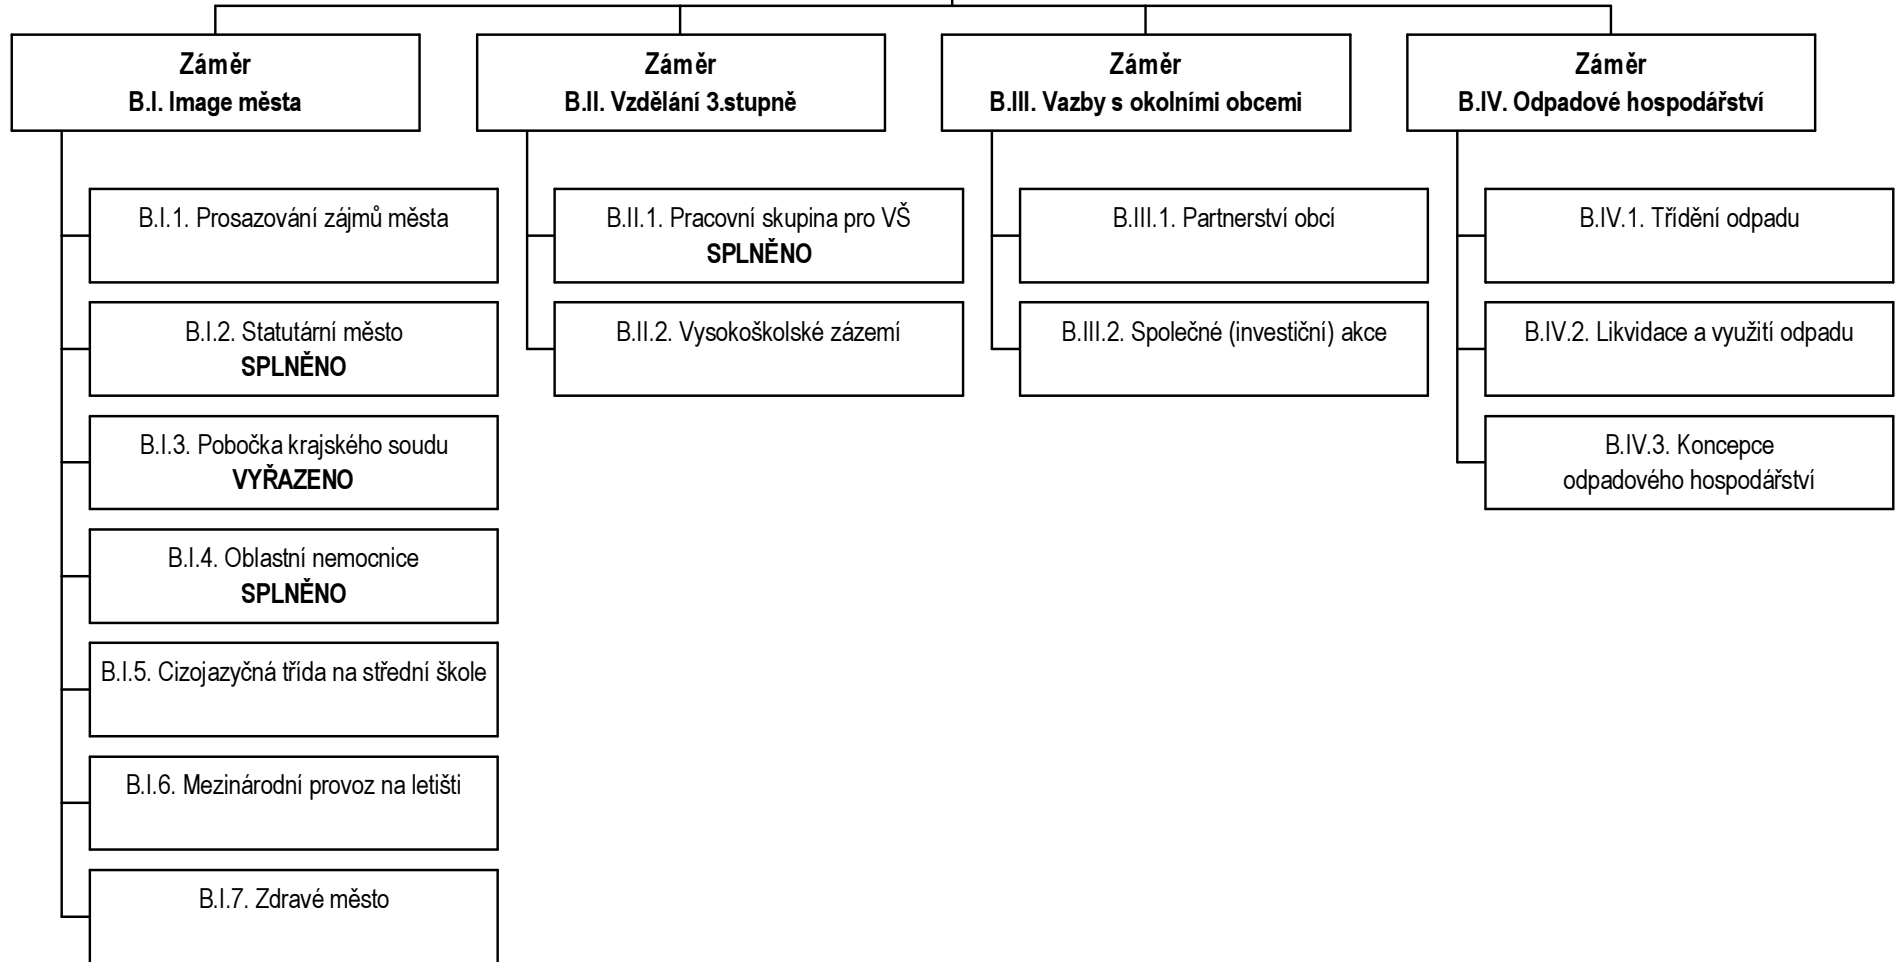 Záměr
B.I. Image města
Záměr
B.II. Vzdělání 3.stupně
Záměr
B.III. Vazby s okolními obcemi
Záměr
B.IV. Odpadové hospodářství
B.I.1. Prosazování zájmů města
B.I.2. Statutární město
SPLNĚNO
B.I.3. Pobočka krajského soudu
VYŘAZENO
B.I.4. Oblastní nemocnice
SPLNĚNO
B.I.5. Cizojazyčná třída na střední škole
B.I.6. Mezinárodní provoz na letišti
B.I.7. Zdravé město
B.II.1. Pracovní skupina pro VŠ
SPLNĚNO
B.II.2. Vysokoškolské zázemí
B.III.1. Partnerství obcí
B.III.2. Společné (investiční) akce
B.IV.1. Třídění odpadu
B.IV.2. Likvidace a využití odpadu
B.IV.3. Koncepce
odpadového hospodářství